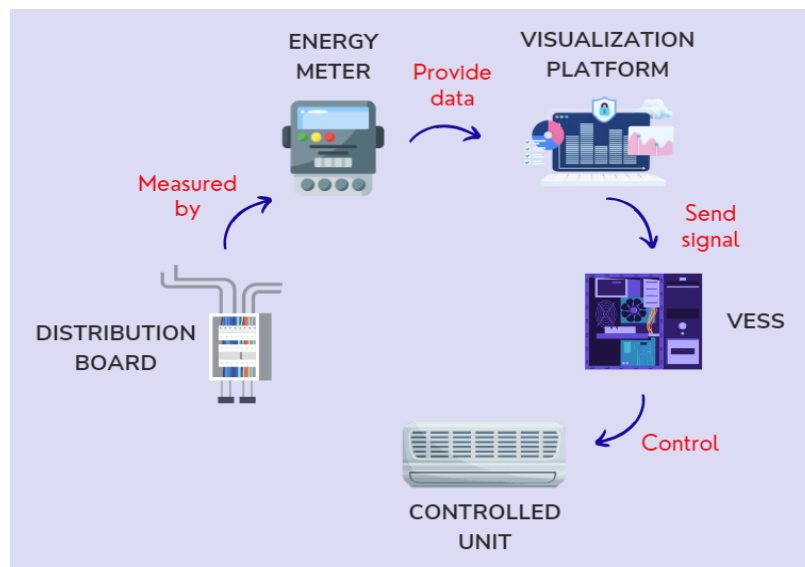 ENERGY
METER
Provide
data
VISUALIZATION
PLATFORM
Measured
by
Send
signal
DISTRIBUTION
BOARD
VESS
Control
CONTROLLED
UNIT